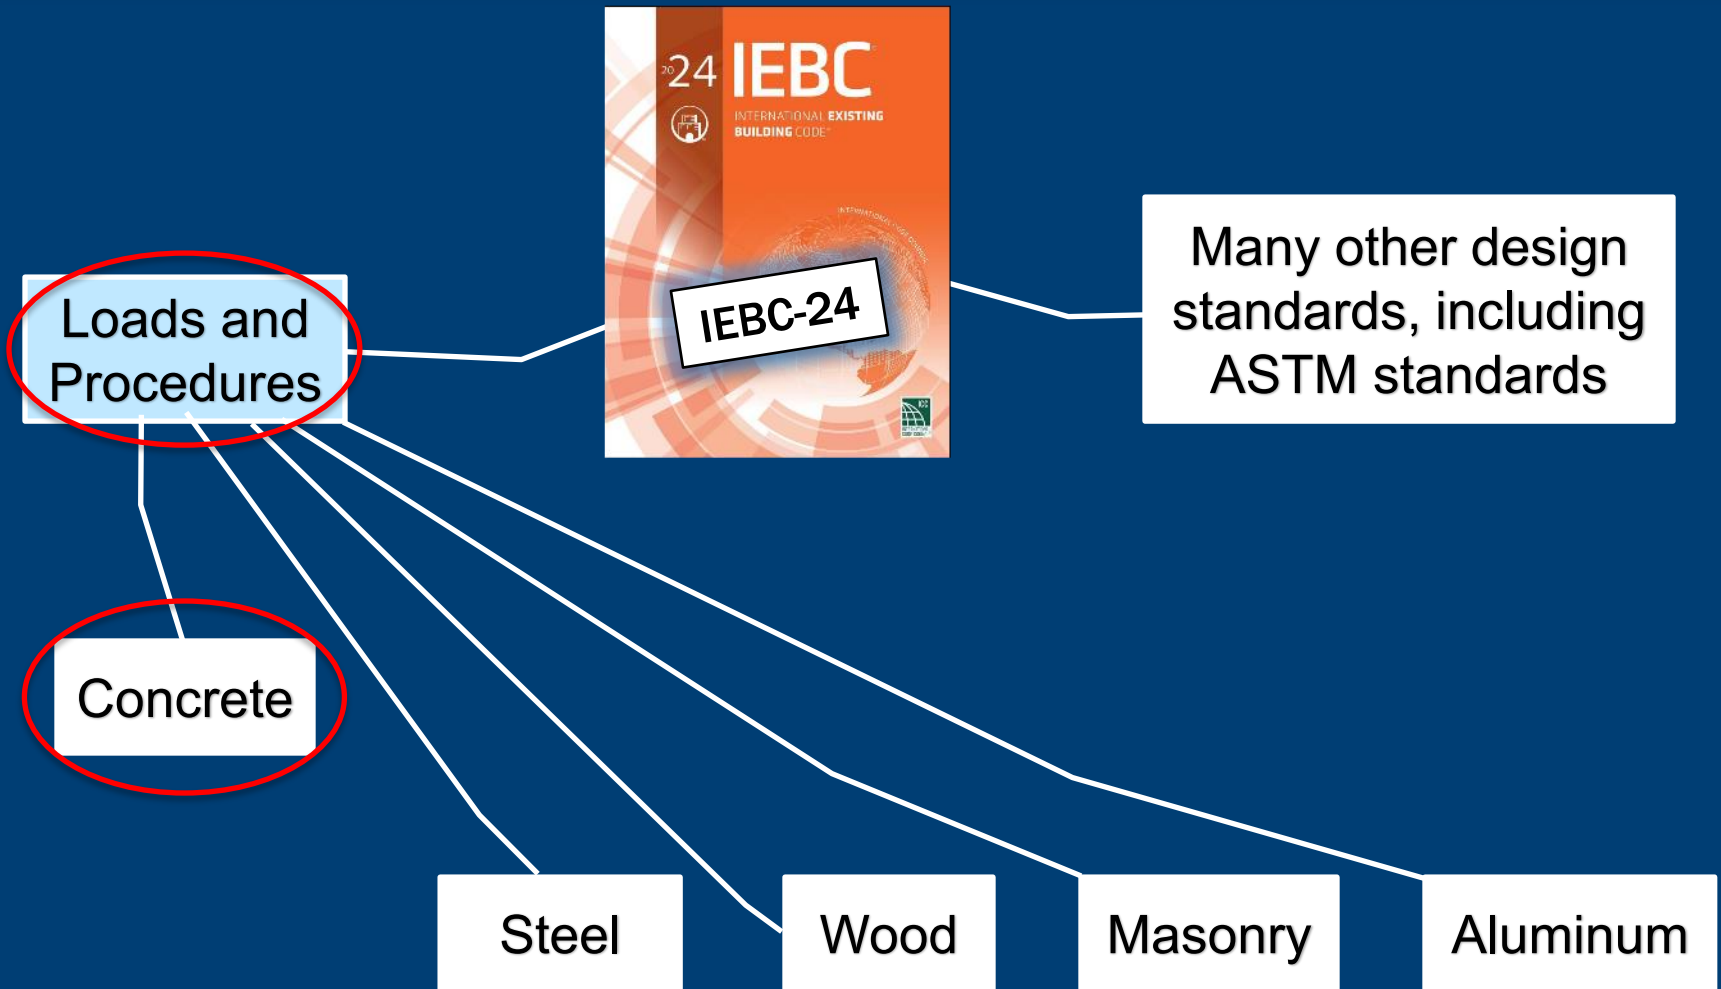 2024 IEBC
INTERNATIONAL EXISTING
BUILDING CODE
IEBC-24
Loads and
Procedures
Many other design
standards, including
ASTM standards
Concrete
Steel
Wood
Masonry
Aluminum
ICC